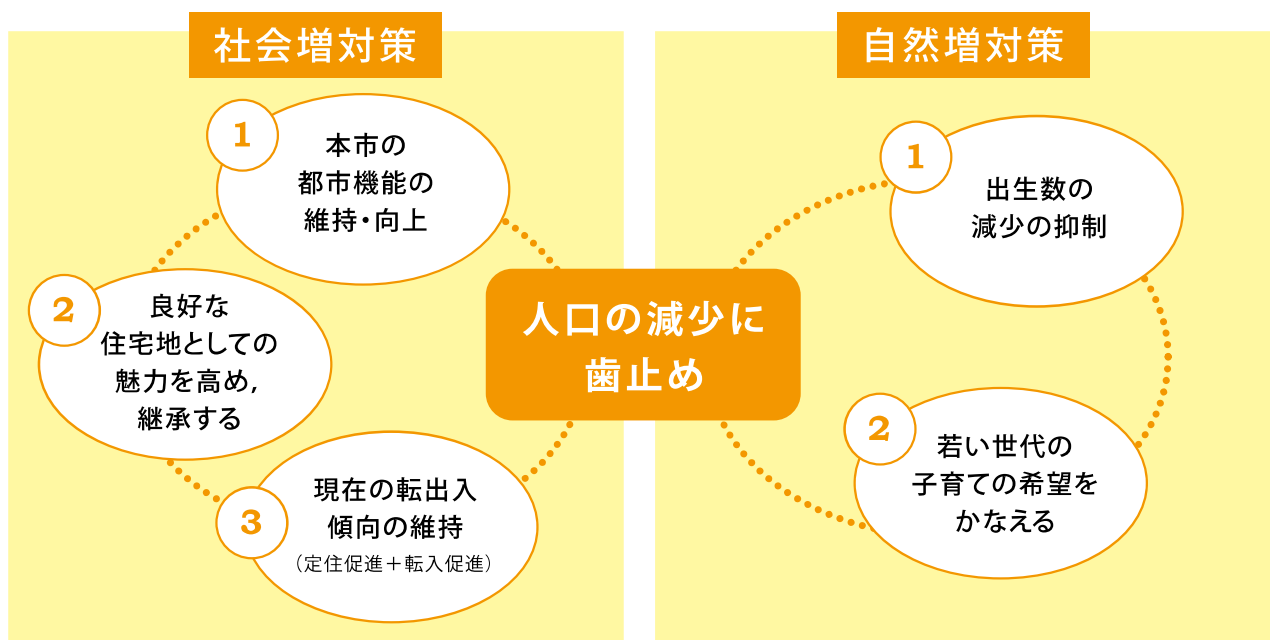 社会増対策
1
本市の
都市機能の
維持・向上
2
良好な
住宅地としての
魅力を高め,
継承する
3
現在の転出入
傾向の維持
（定住促進＋転入促進）
人口の減少に
歯止め
自然増対策
1
出生数の
減少の抑制
2
若い世代の
子育ての希望を
かなえる